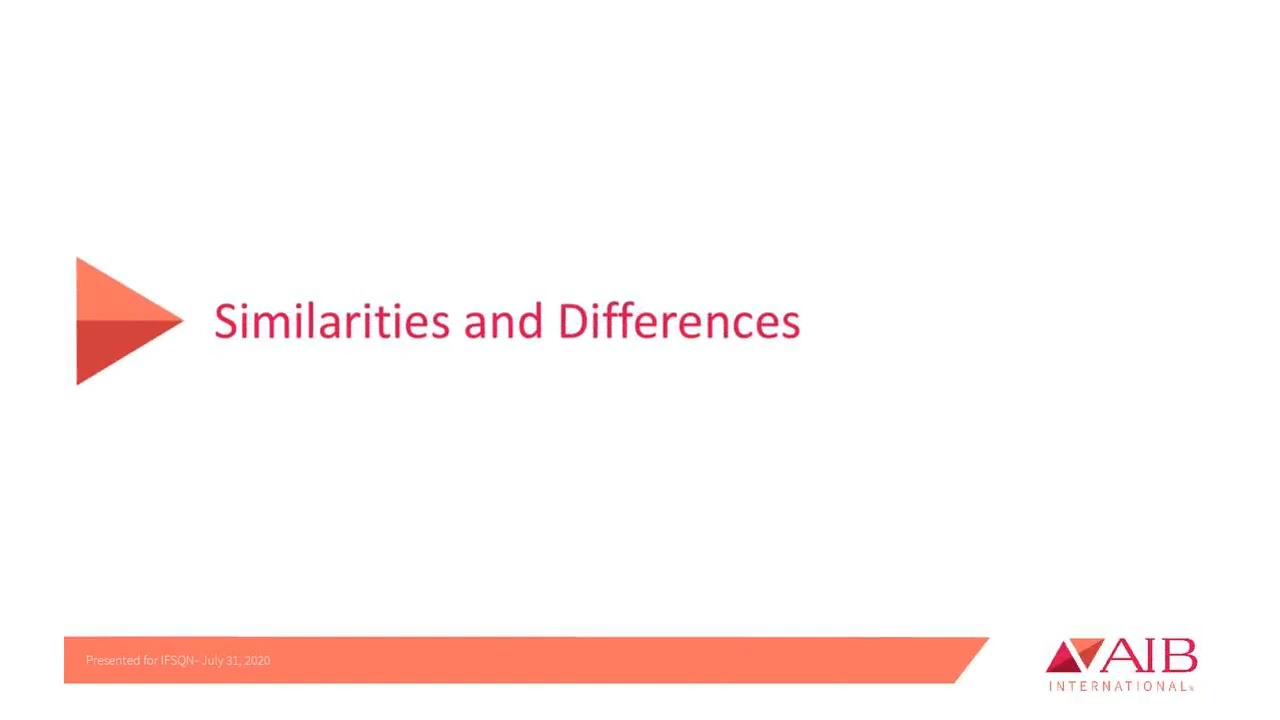 Similarities and Differences
Presented for IFSQN- July 31, 2020
AIB
INTERNATIONAL